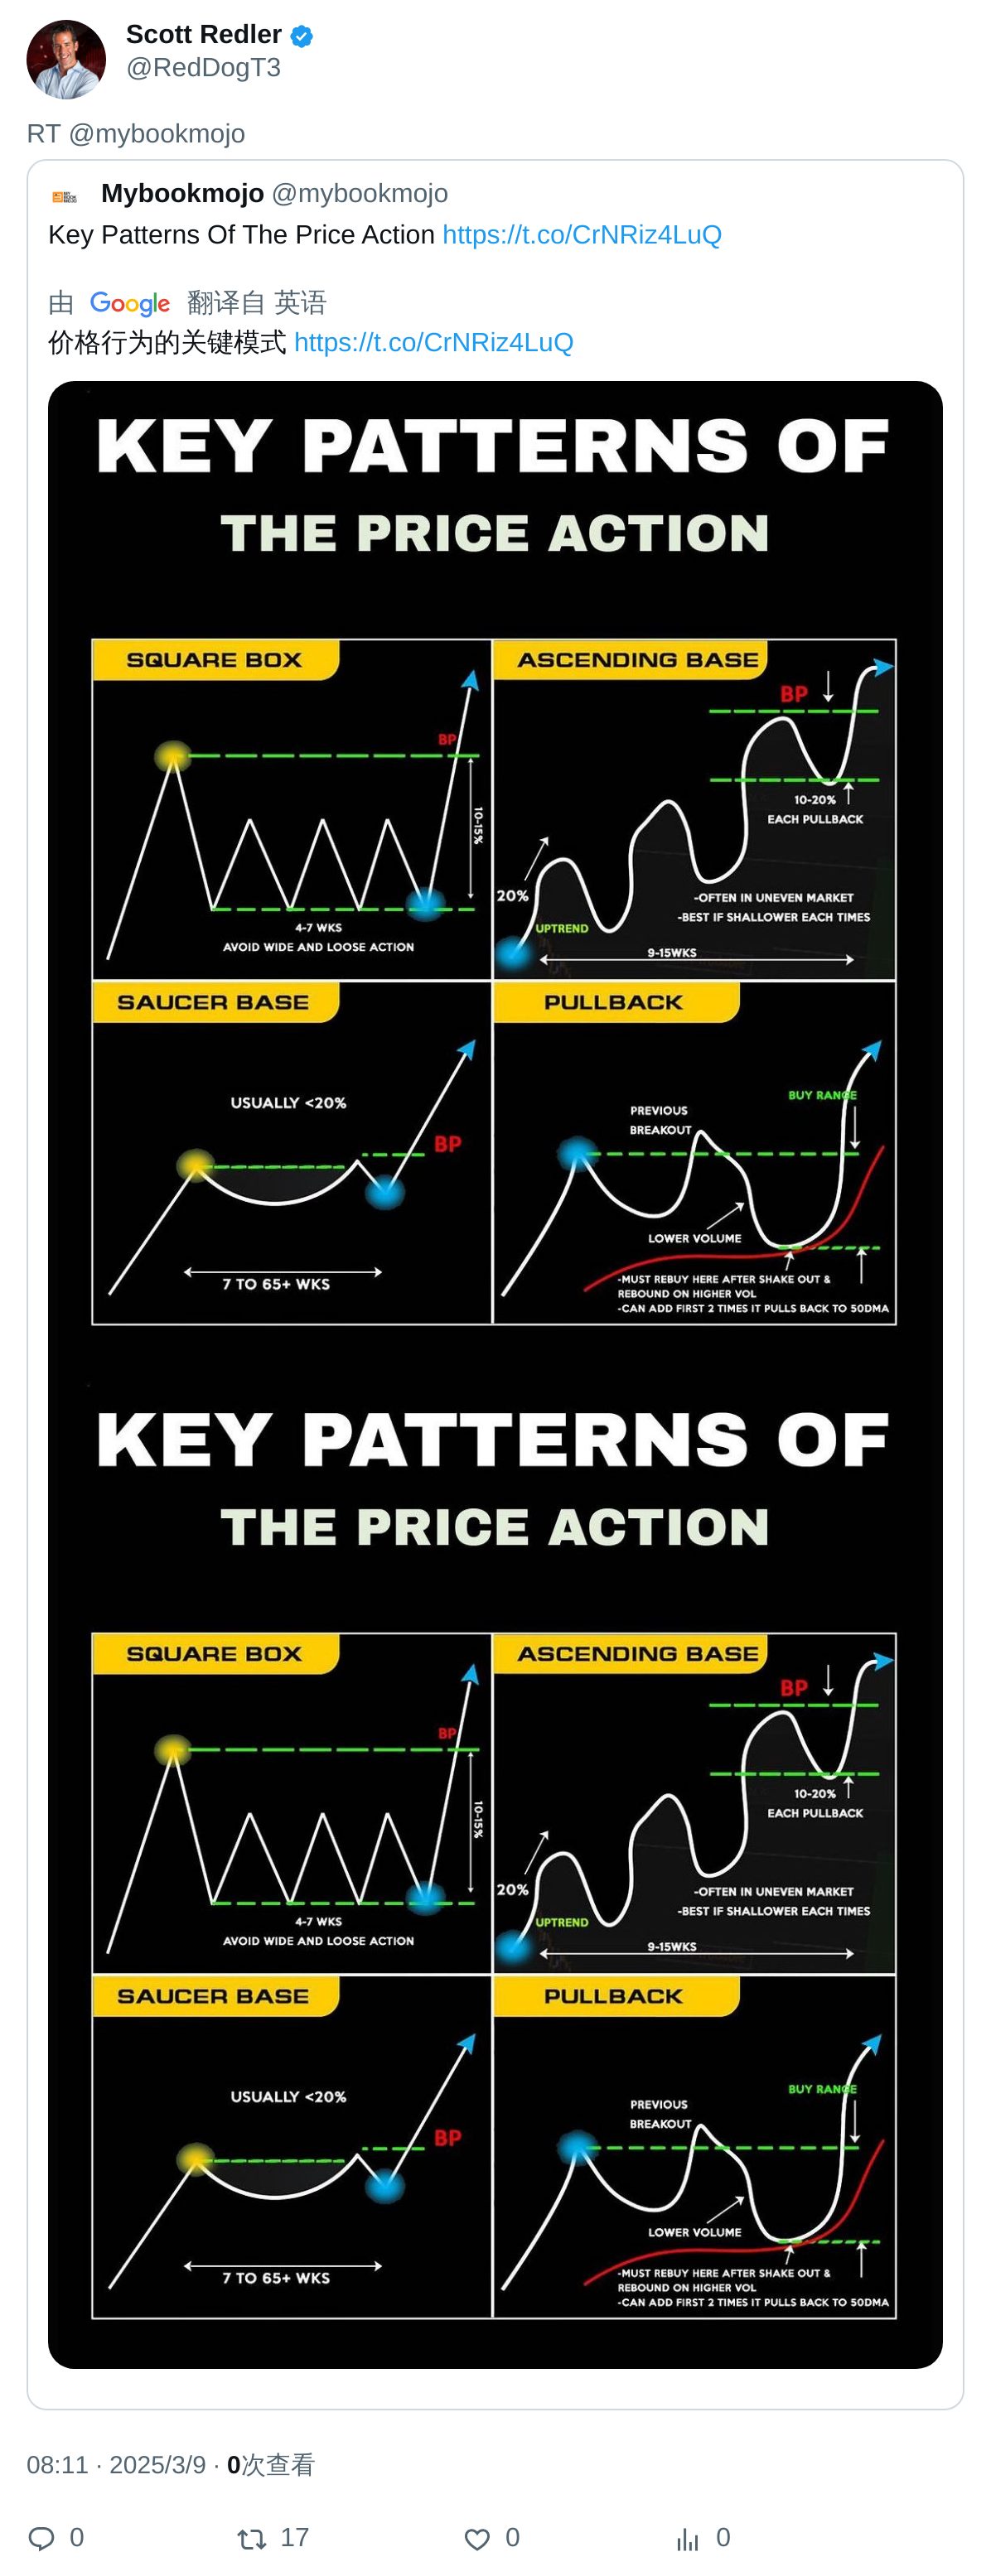 Scott Redler
@RedDogT3
RT @mybookmojo
Mybookmojo @mybookmojo
Key Patterns Of The Price Action https://t.co/CrNRiz4LuQ
由 Google 翻译自 英语
价格行为的关键模式 https://t.co/CrNRiz4LuQ
KEY PATTERNS OF
THE PRICE ACTION
SQUARE BOX
BP
10-15%
4-7 WKS
AVOID WIDE AND LOOSE ACTION
ASCENDING BASE
BP
10-20%
EACH PULLBACK
20%
-OFTEN IN UNEVEN MARKET
-BEST IF SHALLOWER EACH TIMES
UPTREND
9-15WKS
SAUCER BASE
USUALLY <20%
BP
7 TO 65+ WKS
PULLBACK
BUY RANGE
PREVIOUS
BREAKOUT
LOWER VOLUME
-MUST REBUY HERE AFTER SHAKE OUT &
REBOUND ON HIGHER VOL
-CAN ADD FIRST 2 TIMES IT PULLS BACK TO 50DMA
KEY PATTERNS OF
THE PRICE ACTION
SQUARE BOX
BP
10-15%
4-7 WKS
AVOID WIDE AND LOOSE ACTION
ASCENDING BASE
BP
10-20%
EACH PULLBACK
20%
-OFTEN IN UNEVEN MARKET
-BEST IF SHALLOWER EACH TIMES
UPTREND
9-15WKS
SAUCER BASE
USUALLY <20%
BP
7 TO 65+ WKS
PULLBACK
BUY RANGE
PREVIOUS
BREAKOUT
LOWER VOLUME
-MUST REBUY HERE AFTER SHAKE OUT &
REBOUND ON HIGHER VOL
-CAN ADD FIRST 2 TIMES IT PULLS BACK TO 50DMA
08:11 · 2025/3/9 · 0次查看
0 17 0 0